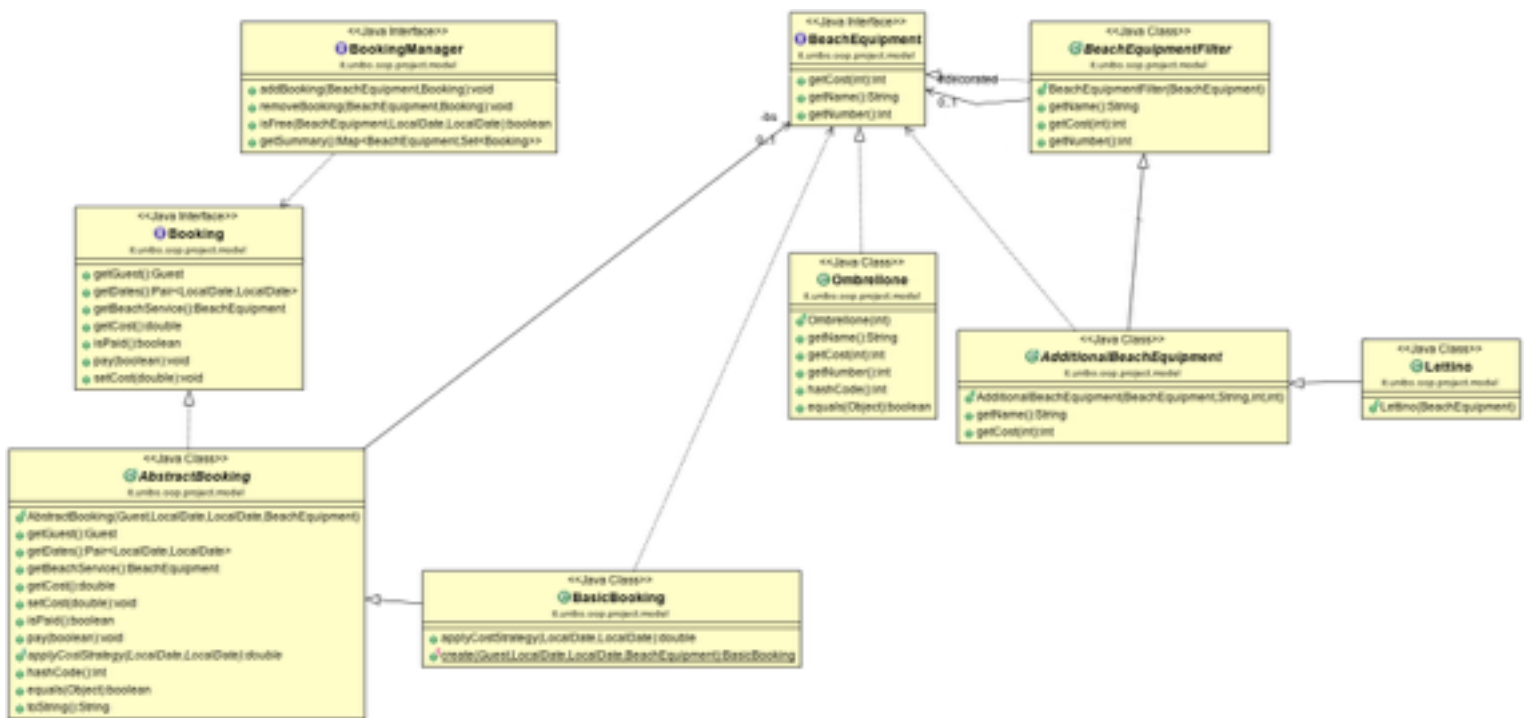 <<Java Interface>>
BookingManager
it.unibo.oop.project.model
addBooking(BeachEquipment,Booking):void
removeBooking(BeachEquipment,Booking):void
isFree(BeachEquipment,LocalDate,LocalDate):boolean
getSummary():Map<BeachEquipment,Set<Booking>>
<<Java Interface>>
BeachEquipment
it.unibo.oop.project.model
getCost(int):int
getName():String
getNumber():int
<<Java Class>>
BeachEquipmentFilter
it.unibo.oop.project.model
BeachEquipmentFilter(BeachEquipment)
getName():String
getCost(int):int
getNumber():int
#decorated
0..1
0..1
<<Java Interface>>
Booking
it.unibo.oop.project.model
getGuest():Guest
getDates():Pair<LocalDate,LocalDate>
getBeachService():BeachEquipment
getCost():double
isPaid():boolean
pay(boolean):void
setCost(double):void
<<Java Class>>
Ombrellone
it.unibo.oop.project.model
Ombrellone(int)
getName():String
getCost(int):int
getNumber():int
hashCode():int
equals(Object):boolean
<<Java Class>>
AdditionalBeachEquipment
it.unibo.oop.project.model
AdditionalBeachEquipment(BeachEquipment,String,int,int)
getName():String
getCost(int):int
<<Java Class>>
Lettino
it.unibo.oop.project.model
Lettino(BeachEquipment)
<<Java Class>>
AbstractBooking
it.unibo.oop.project.model
AbstractBooking(Guest,LocalDate,LocalDate,BeachEquipment)
getGuest():Guest
getDates():Pair<LocalDate,LocalDate>
getBeachService():BeachEquipment
getCost():double
setCost(double):void
isPaid():boolean
pay(boolean):void
applyCostStrategy(LocalDate,LocalDate):double
hashCode():int
equals(Object):boolean
toString():String
<<Java Class>>
BasicBooking
it.unibo.oop.project.model
applyCostStrategy(LocalDate,LocalDate):double
create(Guest,LocalDate,LocalDate,BeachEquipment):BasicBooking